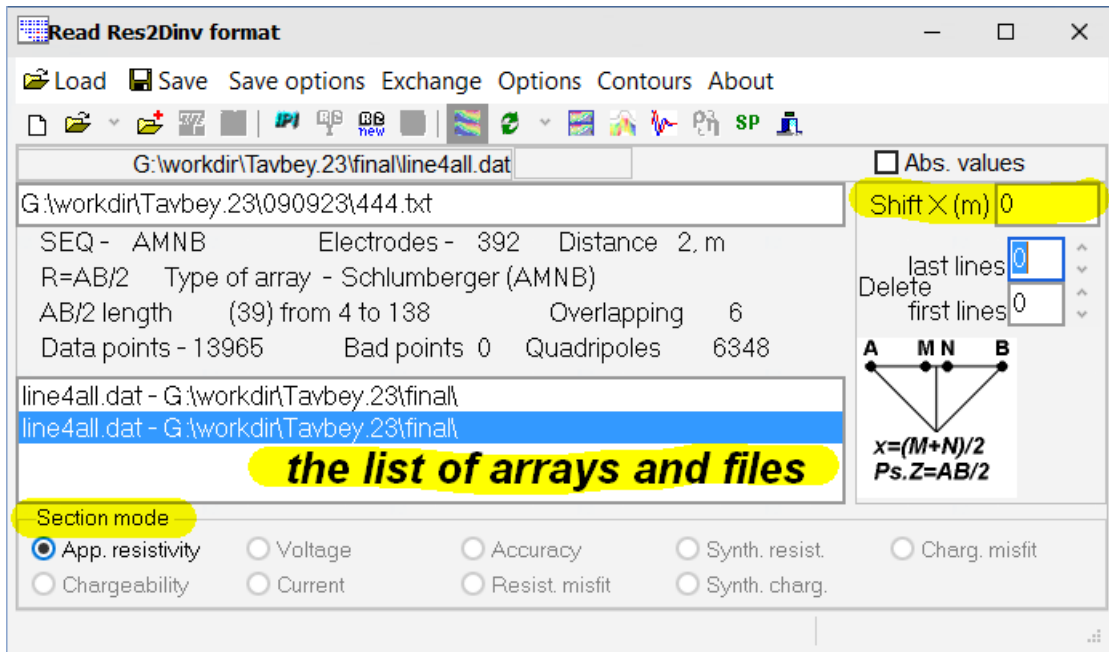 Read Res2Dinv format
Load Save Save options Exchange Options Contours About
IPI new SP
G:\workdir\Tavbey.23\final\line4all.dat
Abs. values
G:\workdir\Tavbey.23\090923\444.txt
Shift X (m) 0
SEQ - AMNB Electrodes - 392 Distance 2, m
R=AB/2 Type of array - Schlumberger (AMNB)
AB/2 length (39) from 4 to 138 Overlapping 6
Data points - 13965 Bad points 0 Quadripoles 6348
last lines 0
Delete
first lines 0
line4all.dat - G:\workdir\Tavbey.23\final\
line4all.dat - G:\workdir\Tavbey.23\final\
the list of arrays and files
A M N B
x=(M+N)/2
Ps.Z=AB/2
Section mode
App. resistivity Voltage Accuracy Synth. resist. Charg. misfit
Chargeability Current Resist. misfit Synth. charg.